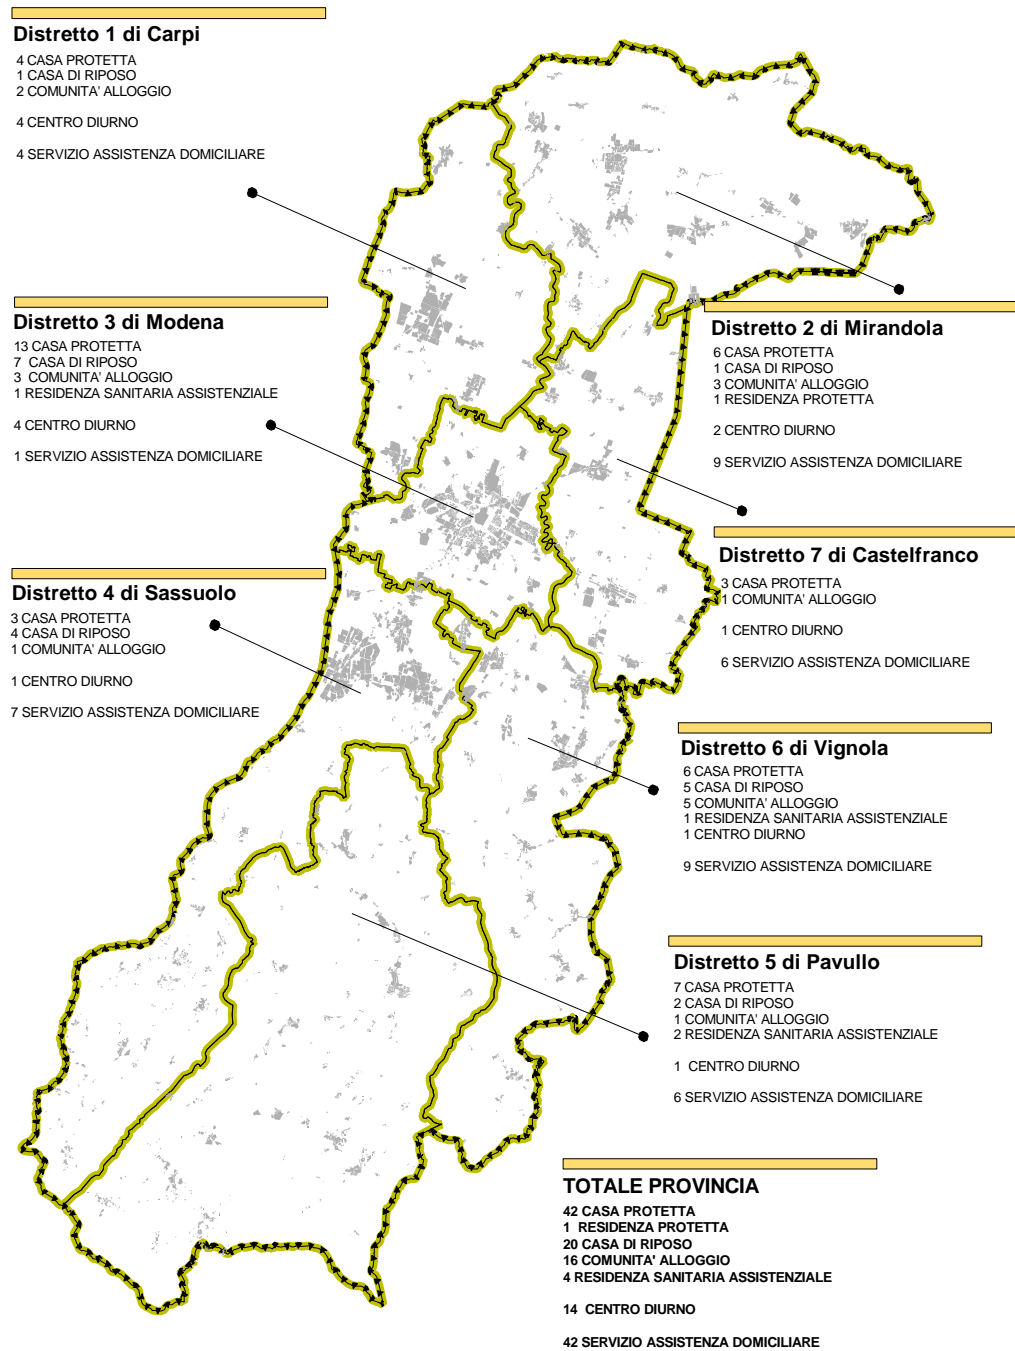 Distretto 1 di Carpi
4 CASA PROTETTA
1 CASA DI RIPOSO
2 COMUNITA' ALLOGGIO
4 CENTRO DIURNO
4 SERVIZIO ASSISTENZA DOMICILIARE
Distretto 3 di Modena
13 CASA PROTETTA
7 CASA DI RIPOSO
3 COMUNITA' ALLOGGIO
1 RESIDENZA SANITARIA ASSISTENZIALE
4 CENTRO DIURNO
1 SERVIZIO ASSISTENZA DOMICILIARE
Distretto 2 di Mirandola
6 CASA PROTETTA
1 CASA DI RIPOSO
3 COMUNITA' ALLOGGIO
1 RESIDENZA PROTETTA
2 CENTRO DIURNO
9 SERVIZIO ASSISTENZA DOMICILIARE
Distretto 7 di Castelfranco
3 CASA PROTETTA
1 COMUNITA' ALLOGGIO
1 CENTRO DIURNO
6 SERVIZIO ASSISTENZA DOMICILIARE
Distretto 4 di Sassuolo
3 CASA PROTETTA
4 CASA DI RIPOSO
1 COMUNITA' ALLOGGIO
1 CENTRO DIURNO
7 SERVIZIO ASSISTENZA DOMICILIARE
Distretto 6 di Vignola
6 CASA PROTETTA
5 CASA DI RIPOSO
5 COMUNITA' ALLOGGIO
1 RESIDENZA SANITARIA ASSISTENZIALE
1 CENTRO DIURNO
9 SERVIZIO ASSISTENZA DOMICILIARE
Distretto 5 di Pavullo
7 CASA PROTETTA
2 CASA DI RIPOSO
1 COMUNITA' ALLOGGIO
2 RESIDENZA SANITARIA ASSISTENZIALE
1 CENTRO DIURNO
6 SERVIZIO ASSISTENZA DOMICILIARE
TOTALE PROVINCIA
42 CASA PROTETTA
1 RESIDENZA PROTETTA
20 CASA DI RIPOSO
16 COMUNITA' ALLOGGIO
4 RESIDENZA SANITARIA ASSISTENZIALE
14 CENTRO DIURNO
42 SERVIZIO ASSISTENZA DOMICILIARE